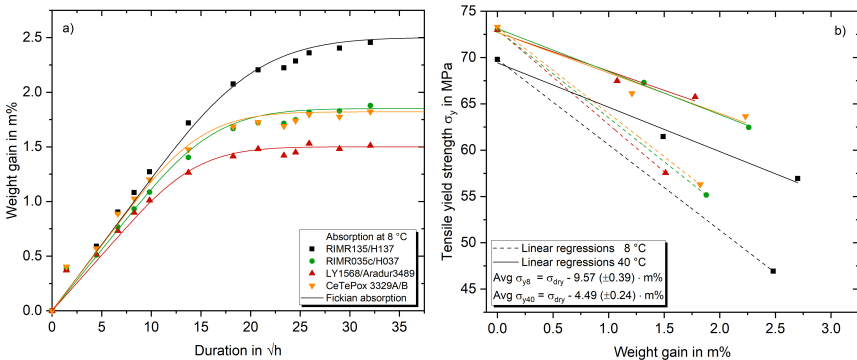 a)
Weight gain in m%
2.5
2.0
1.5
1.0
0.5
0.0
0 5 10 15 20 25 30 35
Duration in √h
Absorption at 8 °C
RIMR135/H137
RIMR035c/H037
LY1568/Aradur3489
CeTePox 3329A/B
Fickian absorption
b)
Tensile yield strength σy in MPa
75
70
65
60
55
50
45
0.0 0.5 1.0 1.5 2.0 2.5 3.0
Weight gain in m%
Linear regressions 8 °C
Linear regressions 40 °C
Avg σy8 = σdry - 9.57 (±0.39) · m%
Avg σy40 = σdry - 4.49 (±0.24) · m%